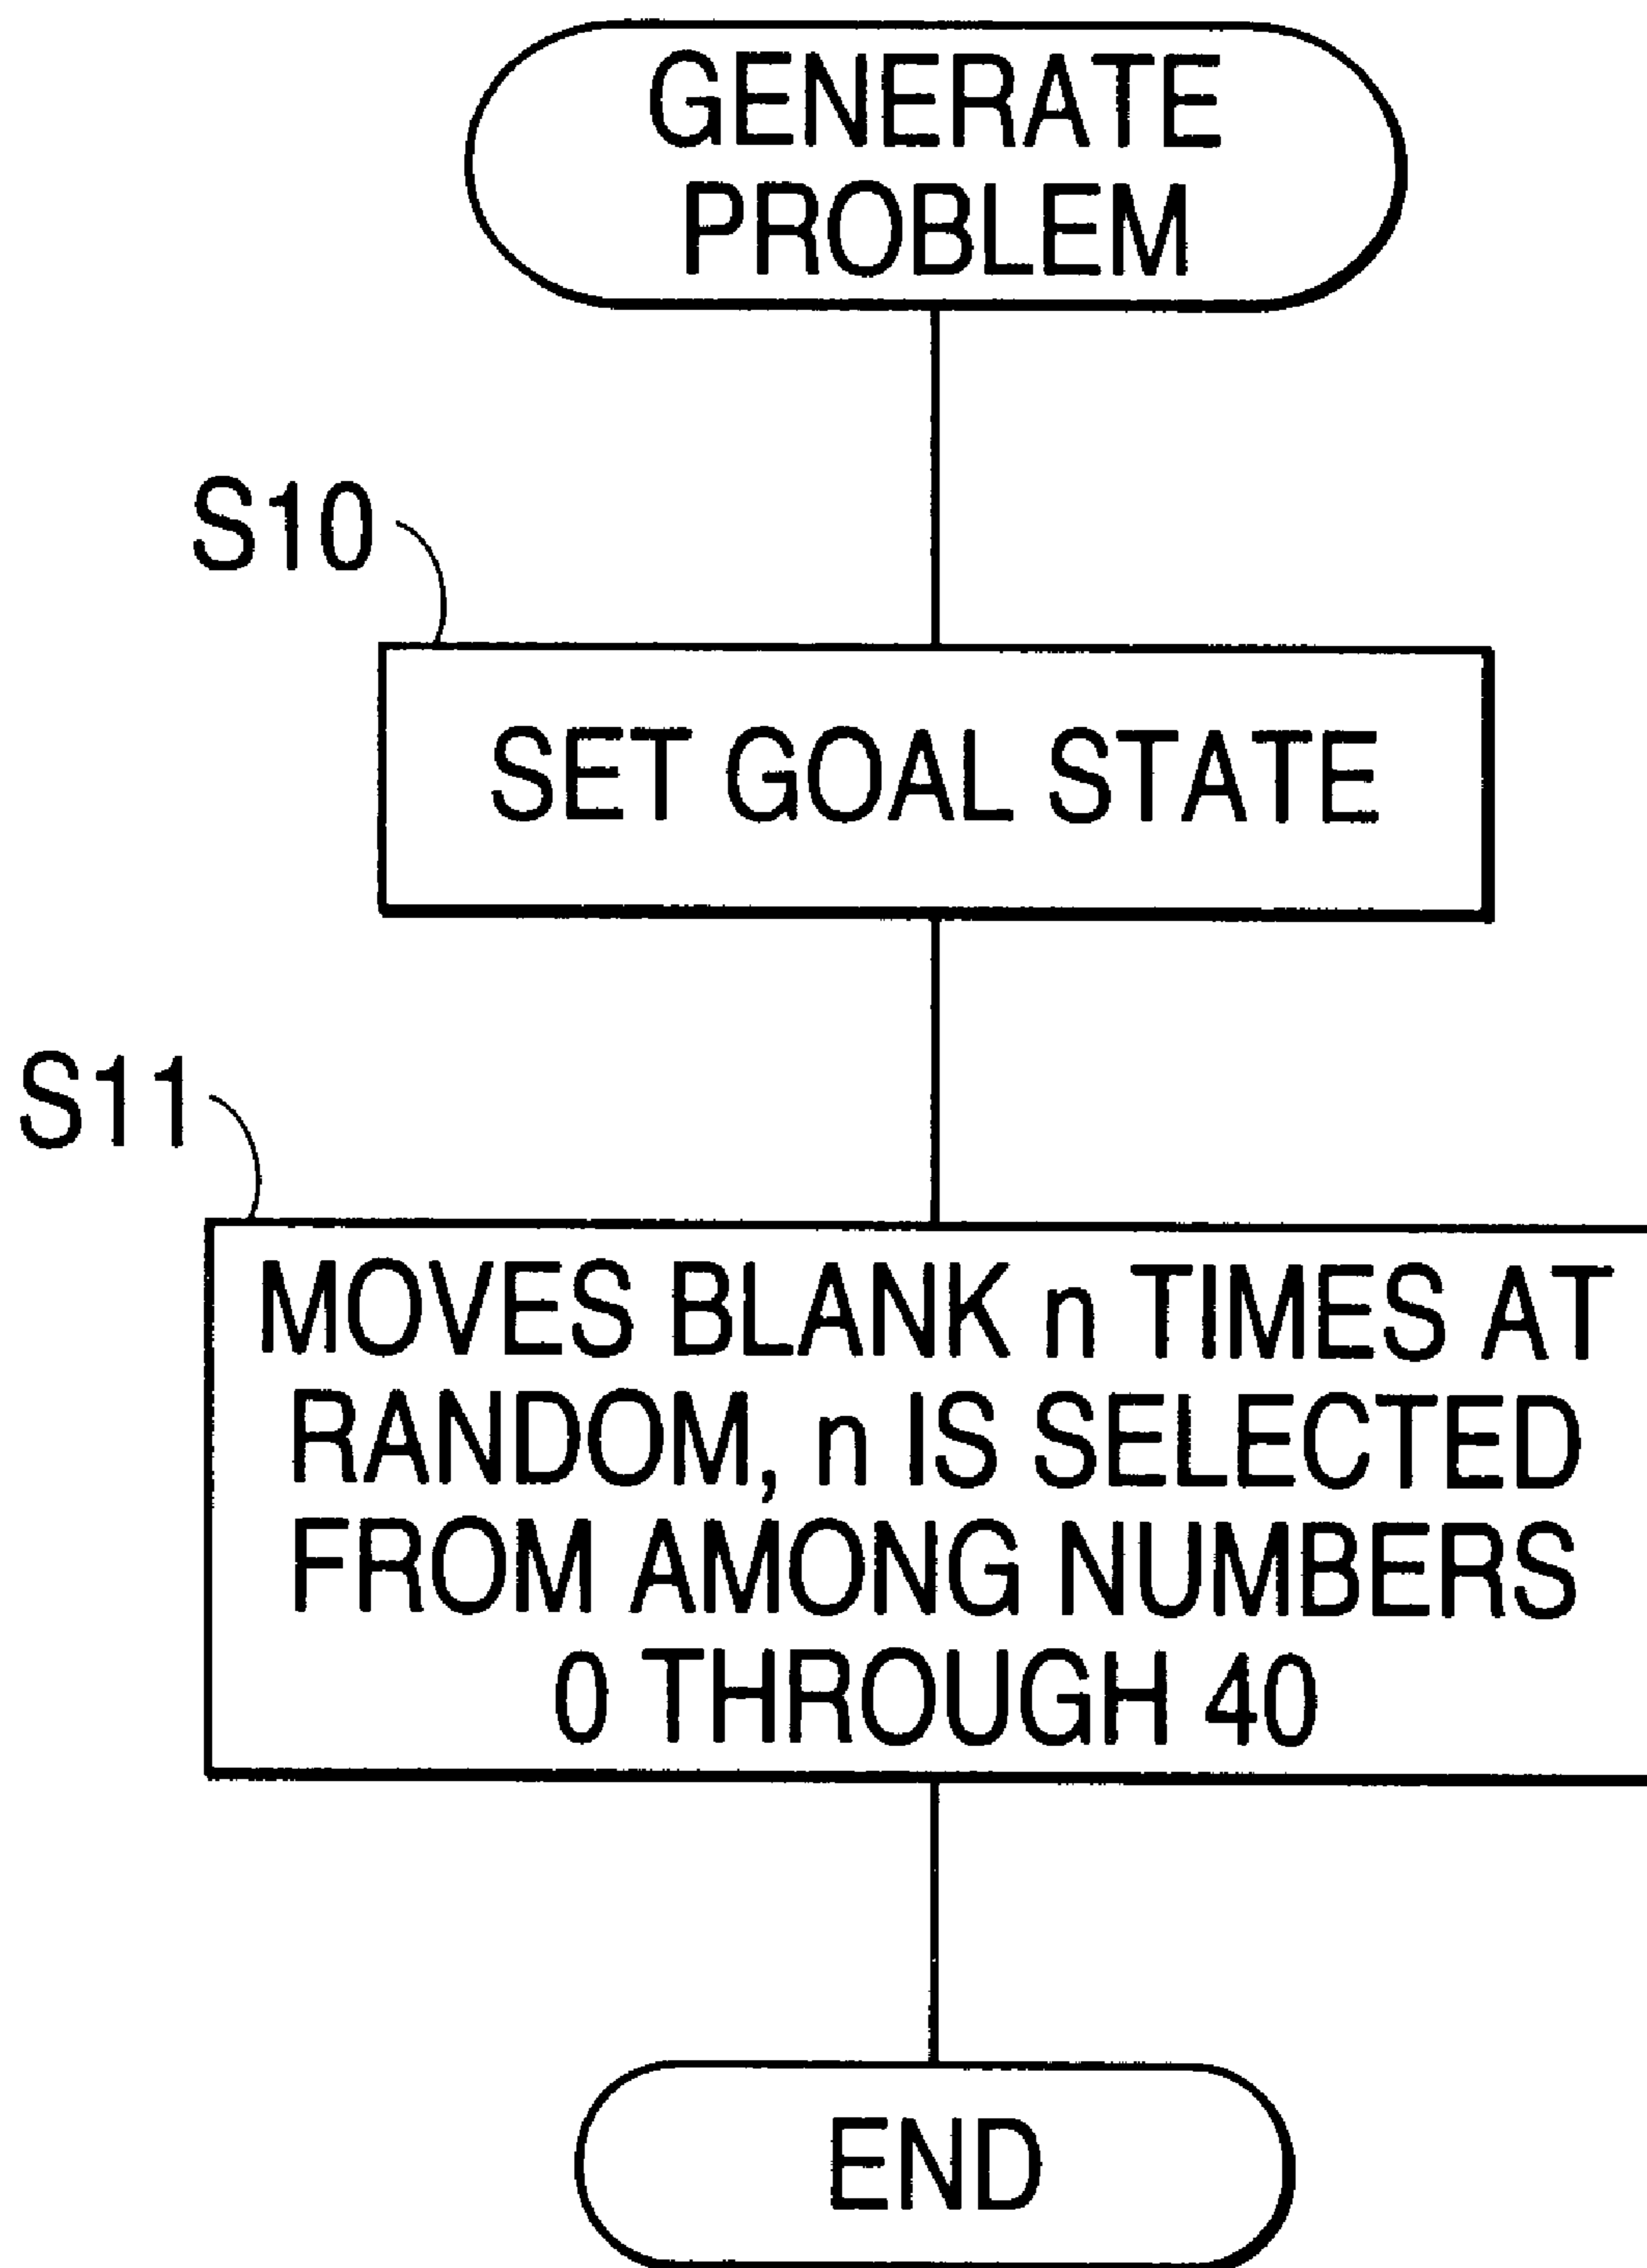 GENERATE
PROBLEM
S10
SET GOAL STATE
S11
MOVES BLANK n TIMES AT
RANDOM, n IS SELECTED
FROM AMONG NUMBERS
0 THROUGH 40
END